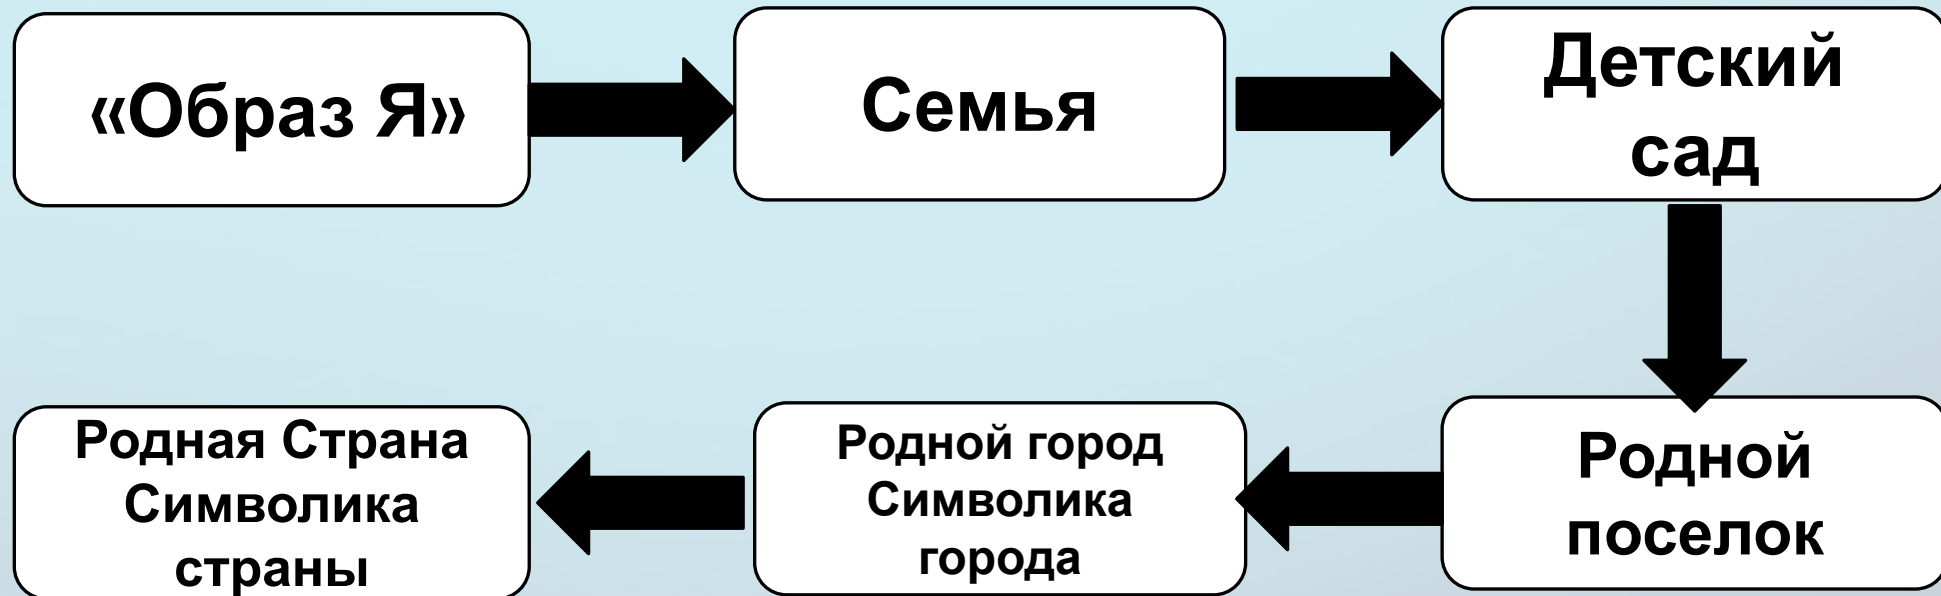 «Образ Я»
Семья
Детский
сад
Родной
поселок
Родной город
Символика
города
Родная Страна
Символика
страны